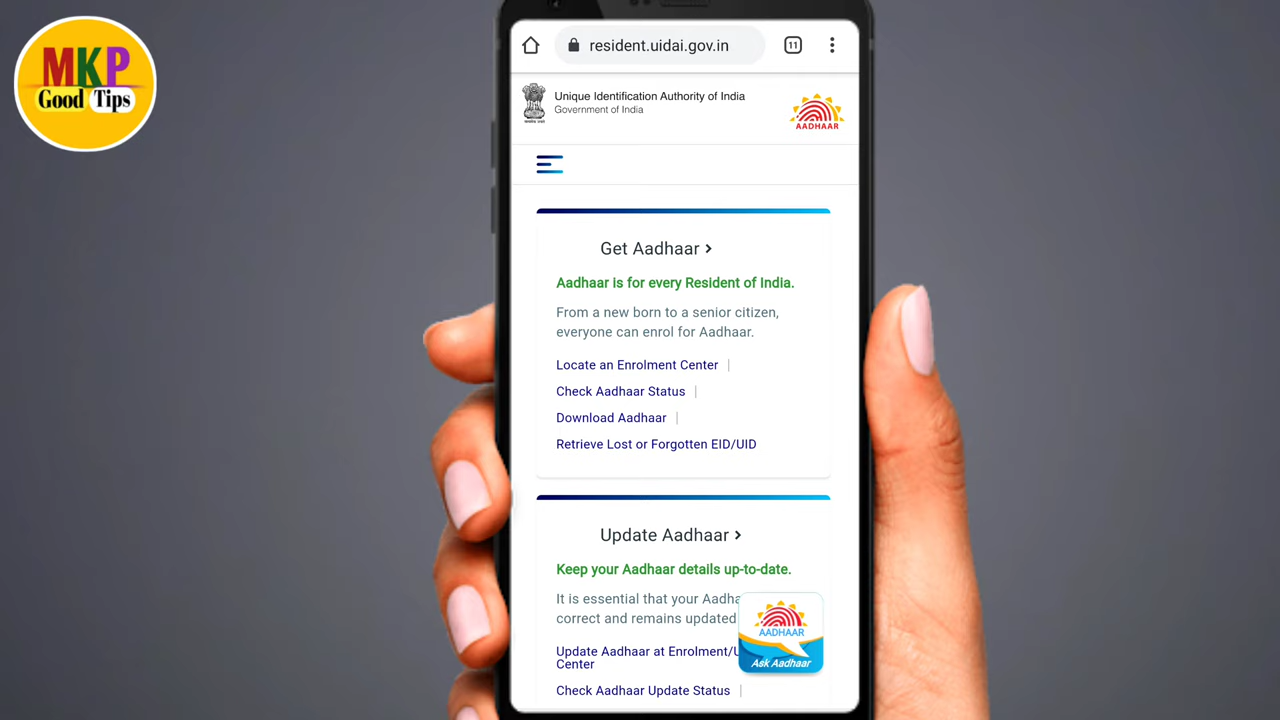 MKP
Good Tips
resident.uidai.gov.in
11
Unique Identification Authority of India
Government of India
AADHAAR
Get Aadhaar >
Aadhaar is for every Resident of India.
From a new born to a senior citizen,
everyone can enrol for Aadhaar.
Locate an Enrolment Center |
Check Aadhaar Status |
Download Aadhaar |
Retrieve Lost or Forgotten EID/UID
Update Aadhaar >
Keep your Aadhaar details up-to-date.
It is essential that your Aadha
correct and remains updated
Update Aadhaar at Enrolment/U
Center
Check Aadhaar Update Status |
AADHAAR
Ask Aadhaar